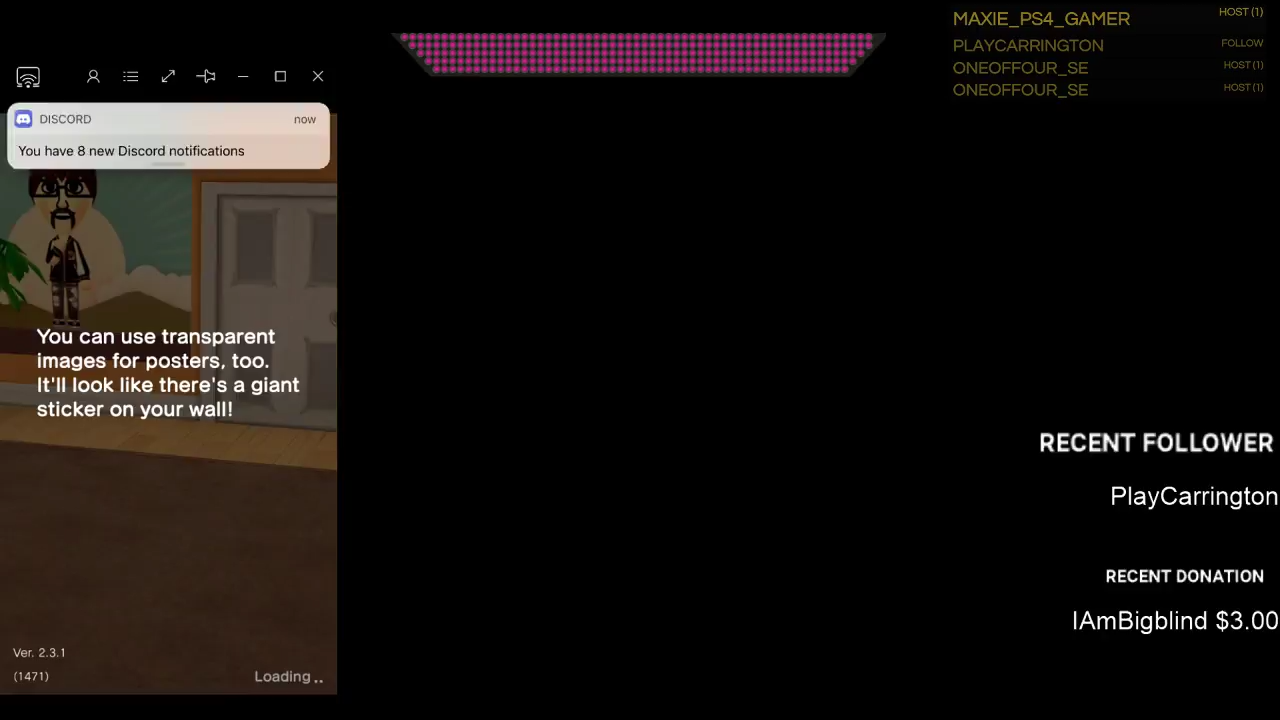 MAXIE_PS4_GAMER HOST (1)
PLAYCARRINGTON FOLLOW
ONEOFFOUR_SE HOST (1)
ONEOFFOUR_SE HOST (1)
DISCORD now
You have 8 new Discord notifications
You can use transparent
images for posters, too.
It'll look like there's a giant
sticker on your wall!
RECENT FOLLOWER
PlayCarrington
RECENT DONATION
IAmBigblind $3.00
Ver. 2.3.1
(1471)
Loading..